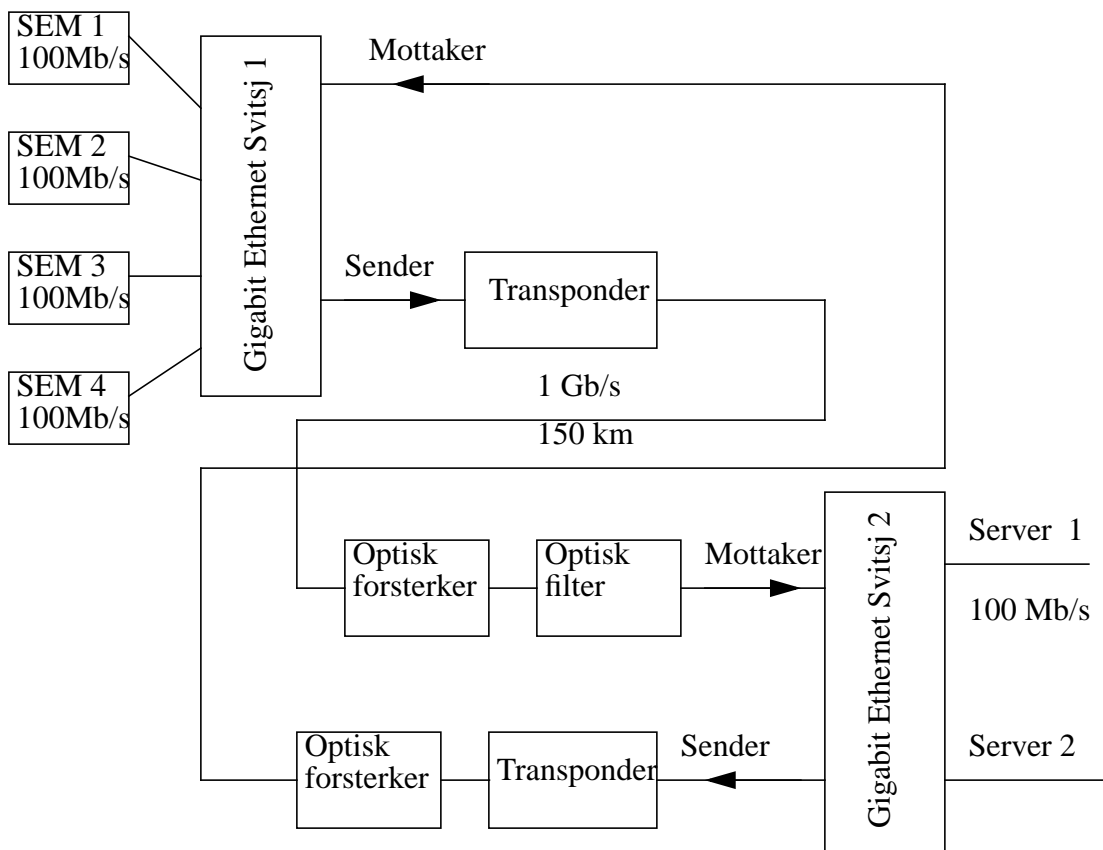 SEM 1
100Mb/s
SEM 2
100Mb/s
SEM 3
100Mb/s
SEM 4
100Mb/s
Gigabit Ethernet Svitsj 1
Mottaker
Sender
Transponder
1 Gb/s
150 km
Optisk
forsterker
Optisk
filter
Mottaker
Gigabit Ethernet Svitsj 2
Server 1
100 Mb/s
Server 2
Sender
Transponder
Optisk
forsterker